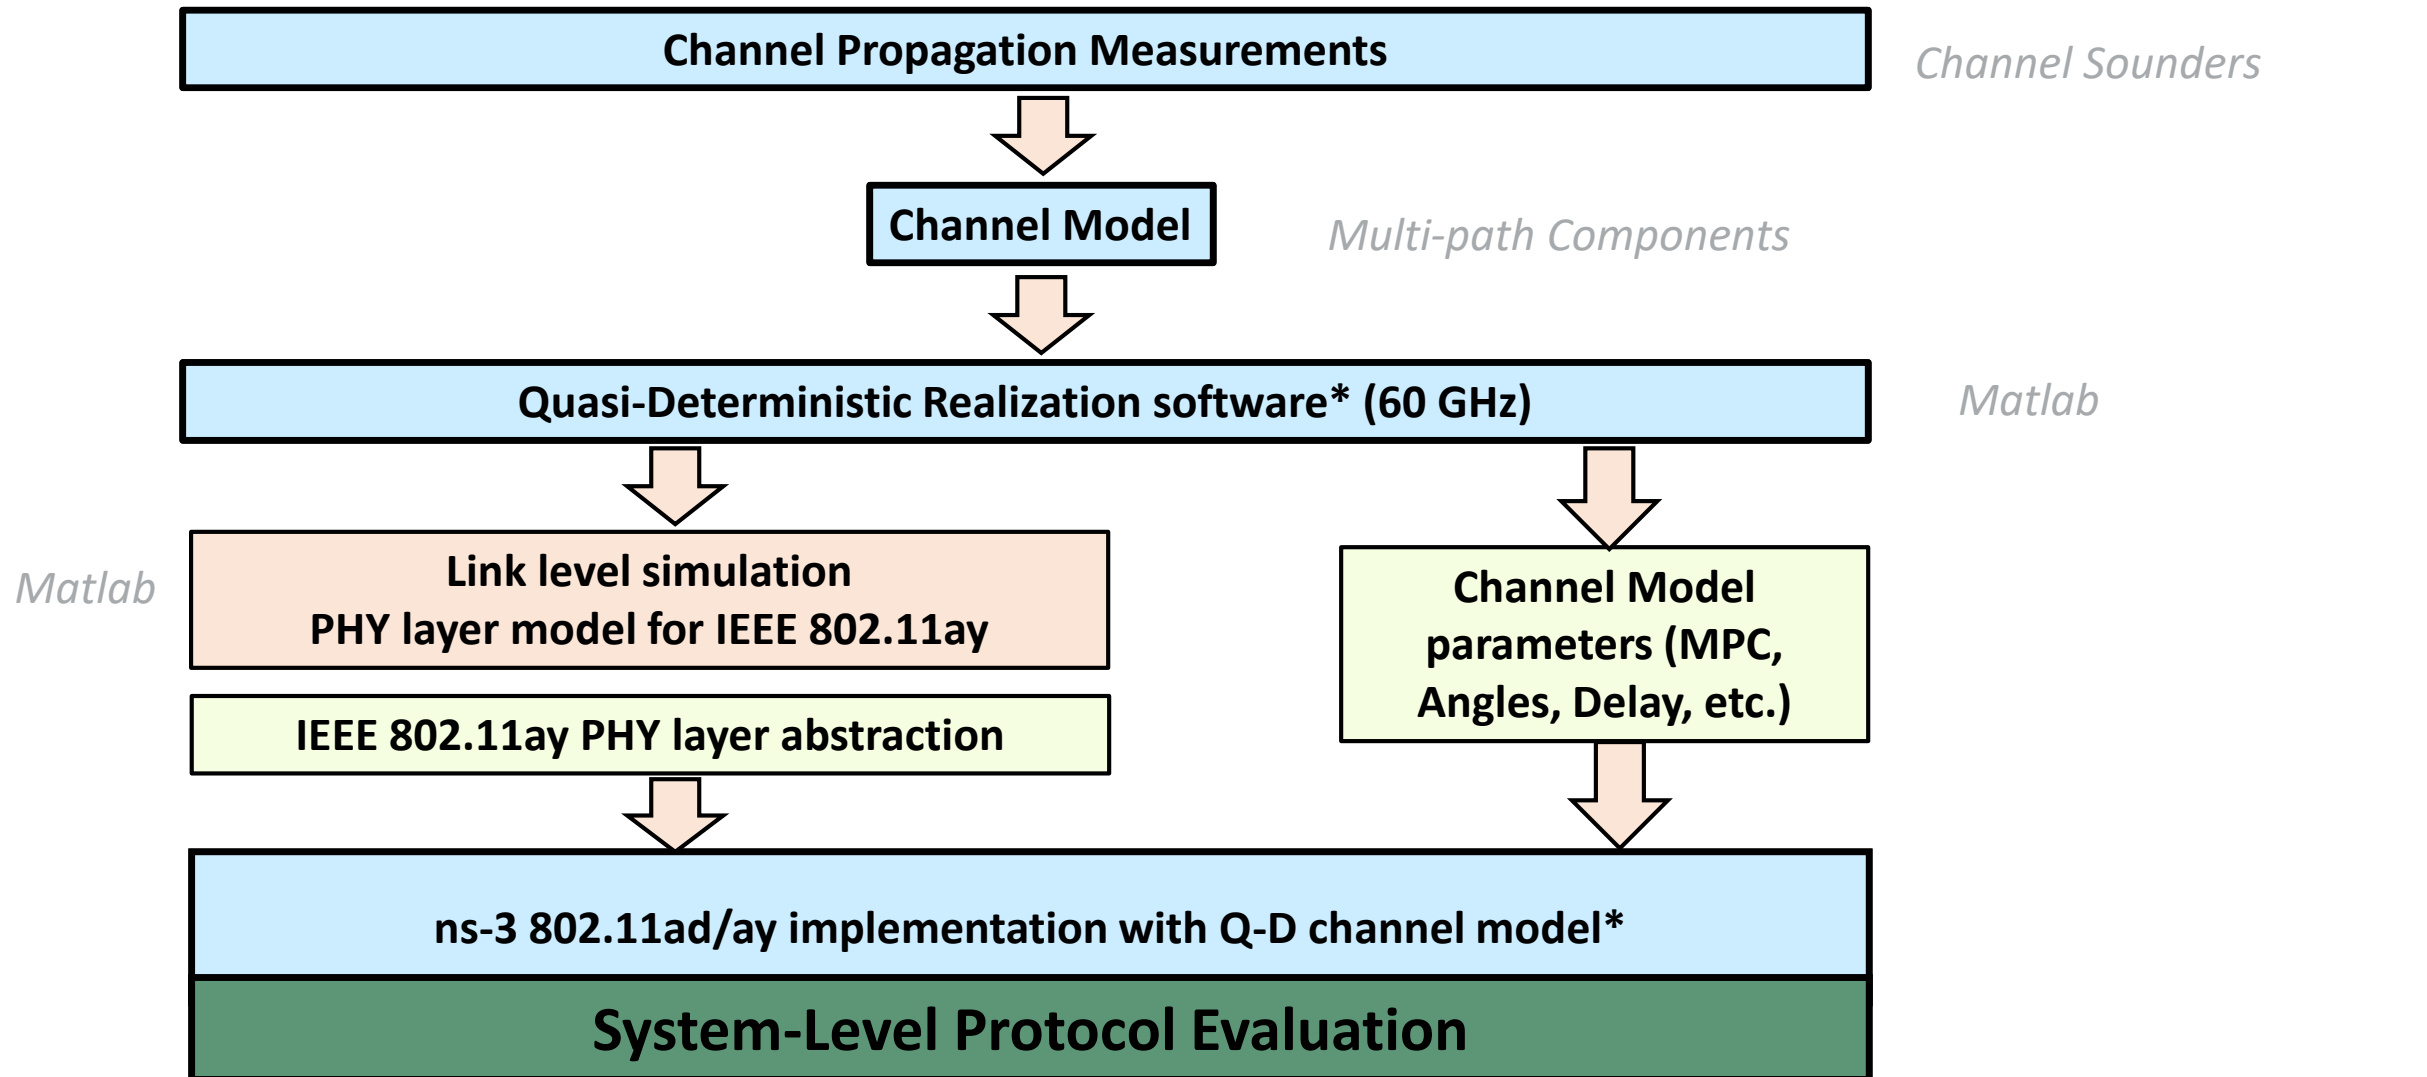 Channel Propagation Measurements
Channel Sounders
Channel Model
Multi-path Components
Quasi-Deterministic Realization software* (60 GHz)
Matlab
Matlab
Link level simulation
PHY layer model for IEEE 802.11ay
IEEE 802.11ay PHY layer abstraction
Channel Model
parameters (MPC,
Angles, Delay, etc.)
ns-3 802.11ad/ay implementation with Q-D channel model*
System-Level Protocol Evaluation